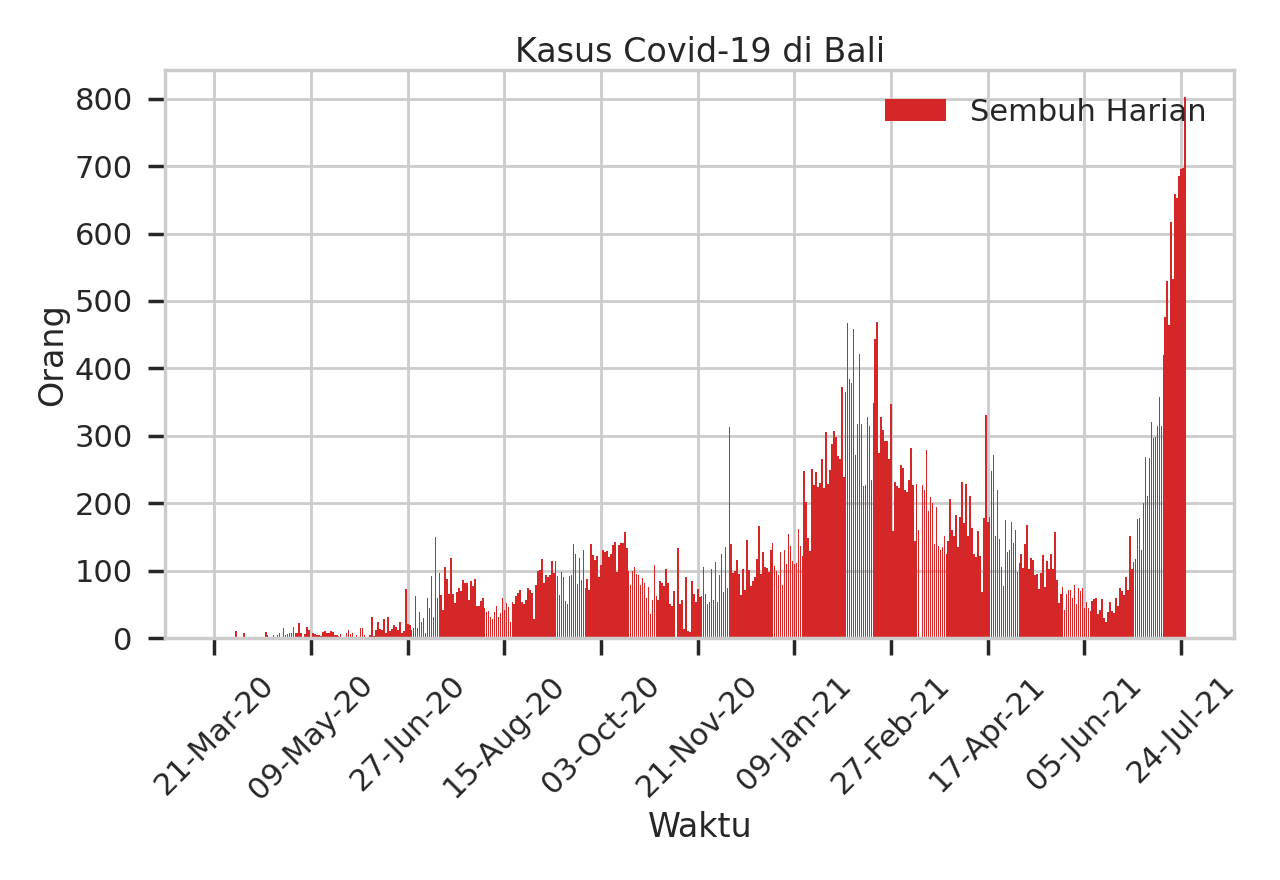 Kasus Covid-19 di Bali
Sembuh Harian
Orang
800
700
600
500
400
300
200
100
0
21-Mar-20
09-May-20
27-Jun-20
15-Aug-20
03-Oct-20
21-Nov-20
09-Jan-21
27-Feb-21
17-Apr-21
05-Jun-21
24-Jul-21
Waktu